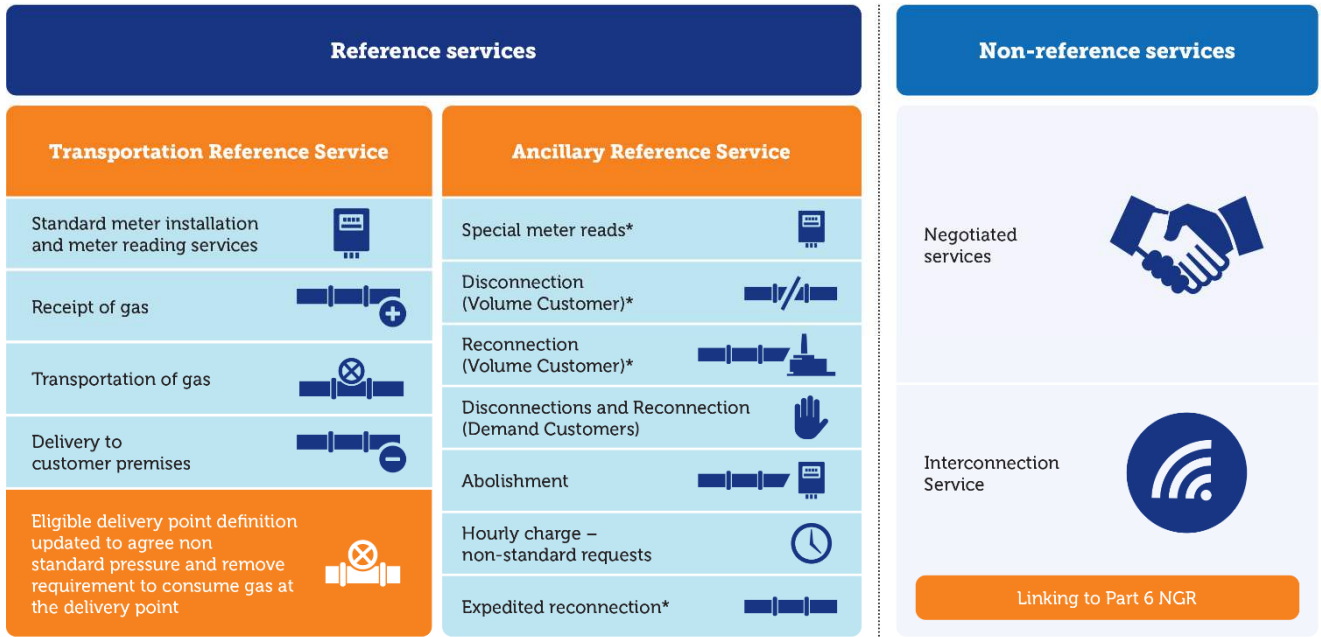 Reference services
Transportation Reference Service
Standard meter installation
and meter reading services
Receipt of gas
Transportation of gas
Delivery to
customer premises
Eligible delivery point definition
updated to agree non
standard pressure and remove
requirement to consume gas at
the delivery point
Ancillary Reference Service
Special meter reads*
Disconnection
(Volume Customer)*
Reconnection
(Volume Customer)*
Disconnections and Reconnection
(Demand Customers)
Abolishment
Hourly charge –
non-standard requests
Expedited reconnection*
Non-reference services
Negotiated
services
Interconnection
Service
Linking to Part 6 NGR